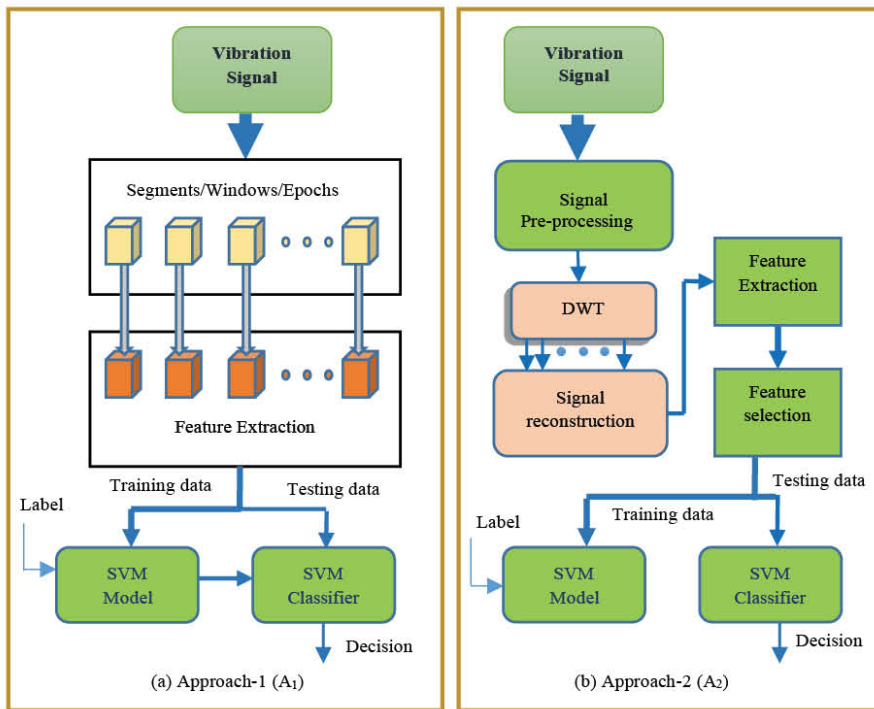 Vibration
Signal
Segments/Windows/Epochs
Feature Extraction
Training data
Testing data
Label
SVM
Model
SVM
Classifier
Decision
(a) Approach-1 (A₁)
Vibration
Signal
Signal
Pre-processing
DWT
Signal
reconstruction
Feature
Extraction
Feature
selection
Testing data
Training data
Label
SVM
Model
SVM
Classifier
Decision
(b) Approach-2 (A₂)